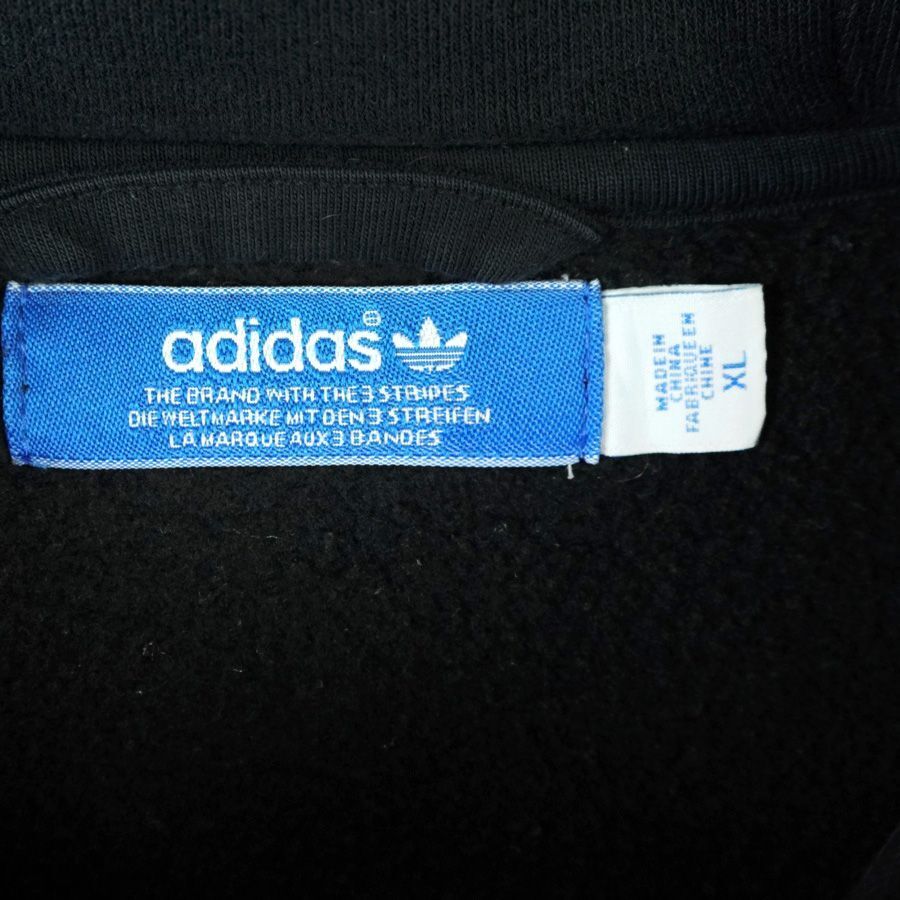 adidas
THE BRAND WITH THE 3 STRIPES
DIE WELTMARKE MIT DEN 3 STREIFEN
LA MARQUE AUX 3 BANDES
MADE IN
CHINA
FABRIQUE EN
CHINE
XL